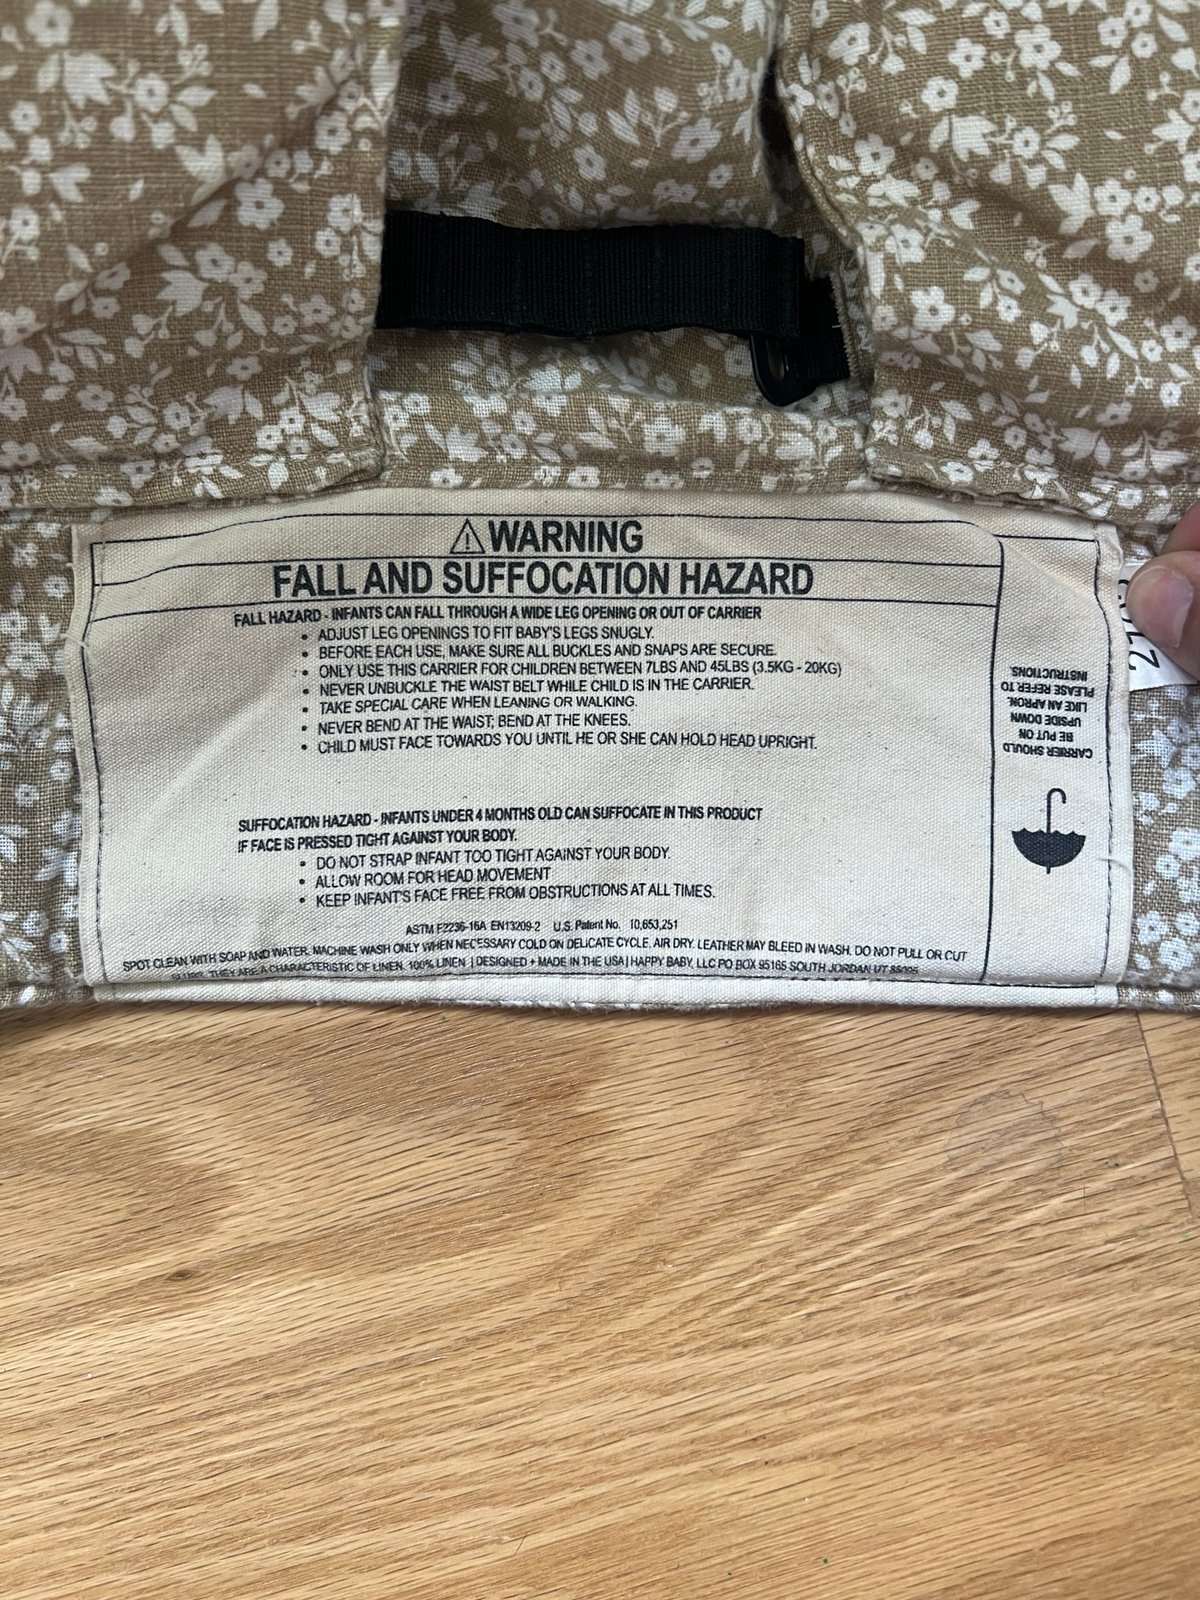 WARNING
FALL AND SUFFOCATION HAZARD
FALL HAZARD - INFANTS CAN FALL THROUGH A WIDE LEG OPENING OR OUT OF CARRIER
• ADJUST LEG OPENINGS TO FIT BABY'S LEGS SNUGLY.
• BEFORE EACH USE, MAKE SURE ALL BUCKLES AND SNAPS ARE SECURE.
• ONLY USE THIS CARRIER FOR CHILDREN BETWEEN 7LBS AND 45LBS (3.5KG - 20KG)
• NEVER UNBUCKLE THE WAIST BELT WHILE CHILD IS IN THE CARRIER.
• TAKE SPECIAL CARE WHEN LEANING OR WALKING.
• NEVER BEND AT THE WAIST; BEND AT THE KNEES.
• CHILD MUST FACE TOWARDS YOU UNTIL HE OR SHE CAN HOLD HEAD UPRIGHT.
SUFFOCATION HAZARD - INFANTS UNDER 4 MONTHS OLD CAN SUFFOCATE IN THIS PRODUCT
IF FACE IS PRESSED TIGHT AGAINST YOUR BODY.
• DO NOT STRAP INFANT TOO TIGHT AGAINST YOUR BODY.
• ALLOW ROOM FOR HEAD MOVEMENT
• KEEP INFANT'S FACE FREE FROM OBSTRUCTIONS AT ALL TIMES.
ASTM F2236-16A EN13209-2 U.S. Patent No. 10,653,251
SPOT CLEAN WITH SOAP AND WATER. MACHINE WASH ONLY WHEN NECESSARY COLD ON DELICATE CYCLE. AIR DRY. LEATHER MAY BLEED IN WASH. DO NOT PULL OR CUT
SLUBS. THEY ARE A CHARACTERISTIC OF LINEN. 100% LINEN | DESIGNED + MADE IN THE USA | HAPPY BABY, LLC PO BOX 95165 SOUTH JORDAN UT
CARRIER SHOULD
BE PUT ON
UPSIDE DOWN
LIKE AN APRON.
PLEASE REFER TO
INSTRUCTIONS.